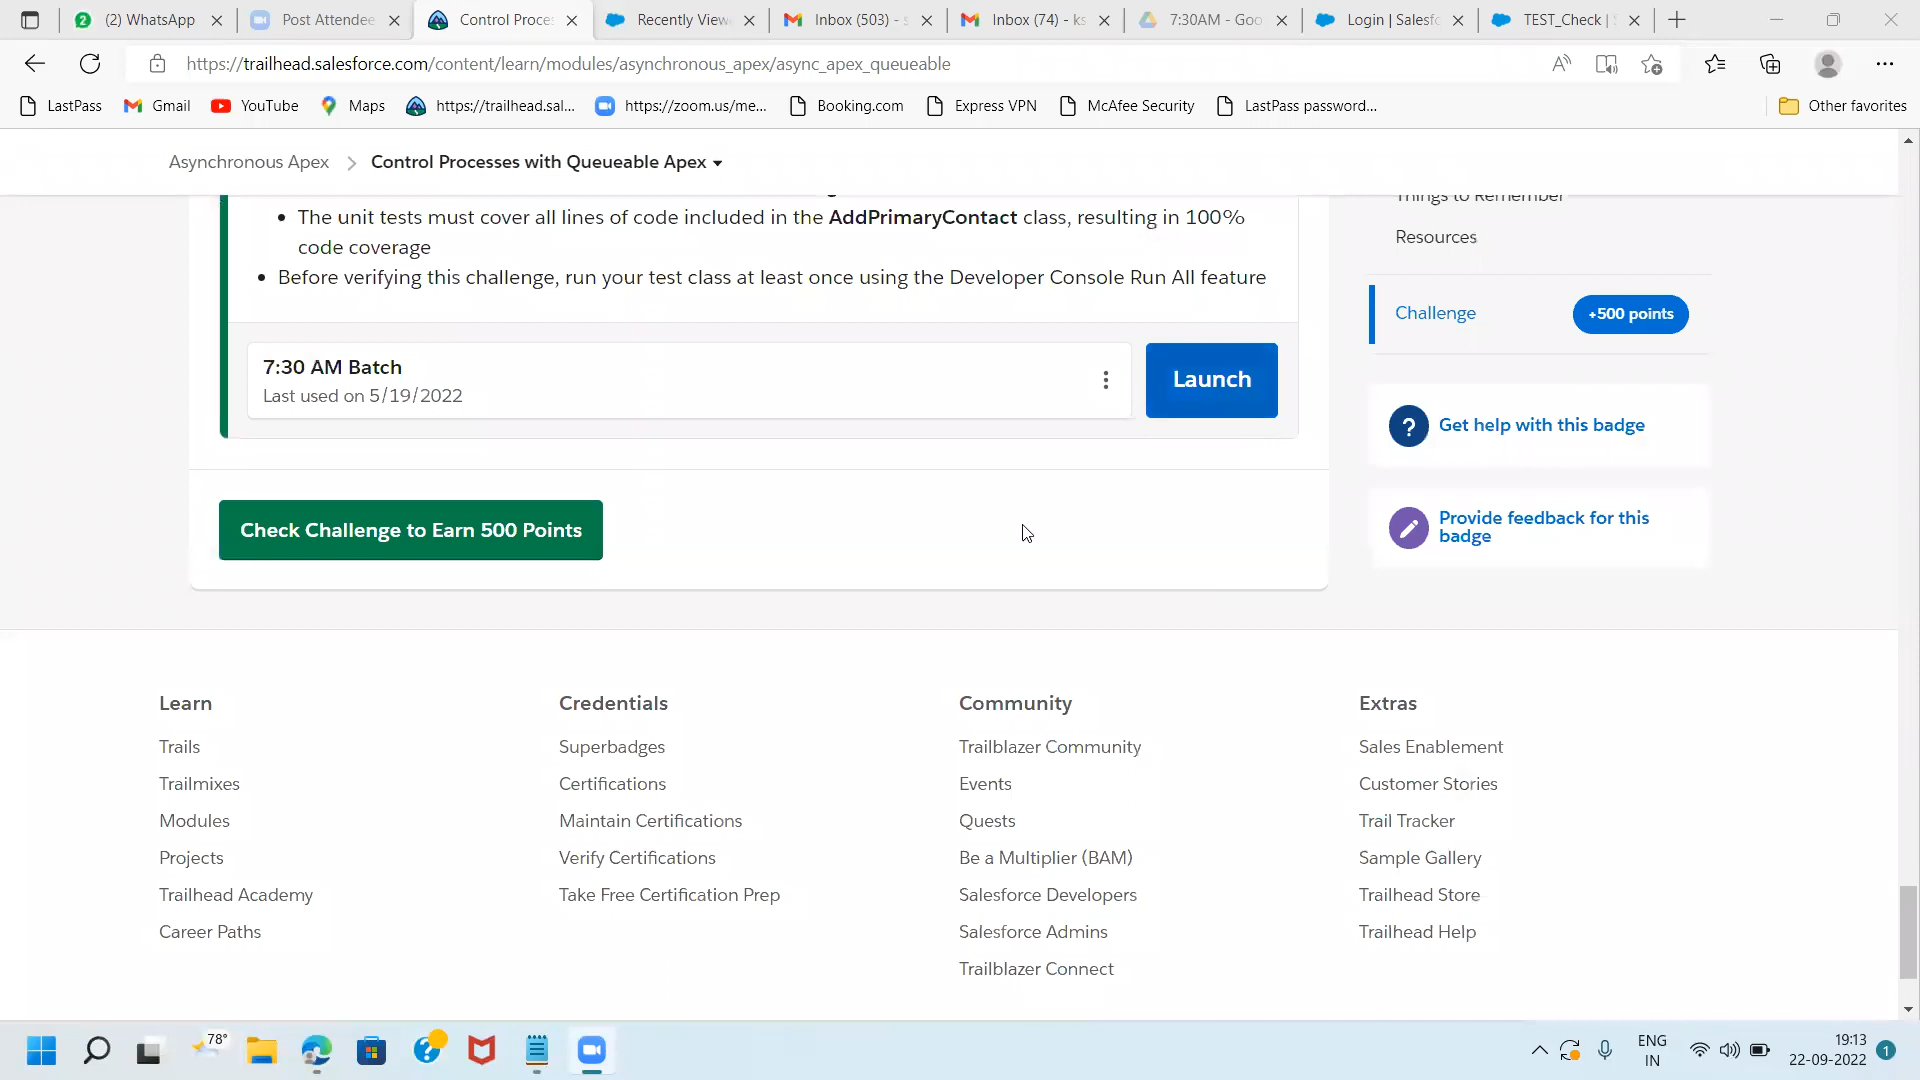 (2) WhatsApp
Post Attendee
Control Proces
Recently View
Inbox (503) - s
Inbox (74) - ks
7:30AM - Goo
Login | Salesfo
TEST_Check | S
https://trailhead.salesforce.com/content/learn/modules/asynchronous_apex/async_apex_queueable
LastPass
Gmail
YouTube
Maps
https://trailhead.sal...
https://zoom.us/me...
Booking.com
Express VPN
McAfee Security
LastPass password...
Other favorites
Asynchronous Apex
Control Processes with Queueable Apex
• The unit tests must cover all lines of code included in the AddPrimaryContact class, resulting in 100%
code coverage
• Before verifying this challenge, run your test class at least once using the Developer Console Run All feature
7:30 AM Batch
Last used on 5/19/2022
Launch
Check Challenge to Earn 500 Points
Things to Remember
Resources
Challenge
+500 points
Get help with this badge
Provide feedback for this
badge
Learn
Trails
Trailmixes
Modules
Projects
Trailhead Academy
Career Paths
Credentials
Superbadges
Certifications
Maintain Certifications
Verify Certifications
Take Free Certification Prep
Community
Trailblazer Community
Events
Quests
Be a Multiplier (BAM)
Salesforce Developers
Salesforce Admins
Trailblazer Connect
Extras
Sales Enablement
Customer Stories
Trail Tracker
Sample Gallery
Trailhead Store
Trailhead Help
78°
ENG
IN
19:13
22-09-2022
1